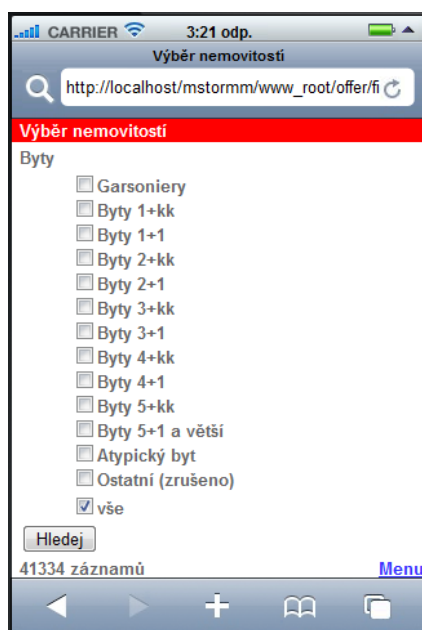 CARRIER 3:21 odp.
Výběr nemovitostí
http://localhost/mstormm/www_root/offer/fi
Výběr nemovitostí
Byty
Garsoniery
Byty 1+kk
Byty 1+1
Byty 2+kk
Byty 2+1
Byty 3+kk
Byty 3+1
Byty 4+kk
Byty 4+1
Byty 5+kk
Byty 5+1 a větší
Atypický byt
Ostatní (zrušeno)
vše
Hledej
41334 záznamů Menu